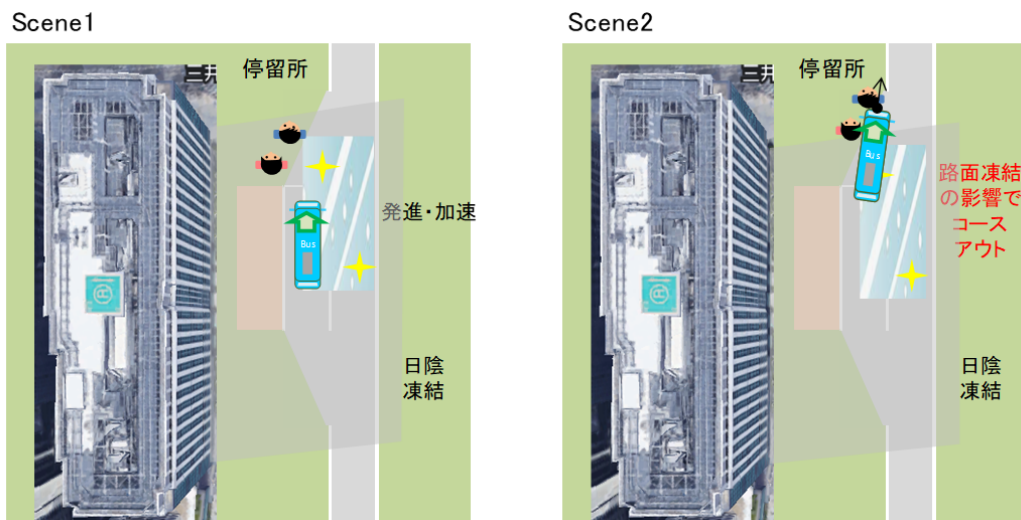 Scene1
停留所
発進・加速
Bus
日陰
凍結
Scene2
停留所
Bus
路面凍結
の影響で
コース
アウト
日陰
凍結